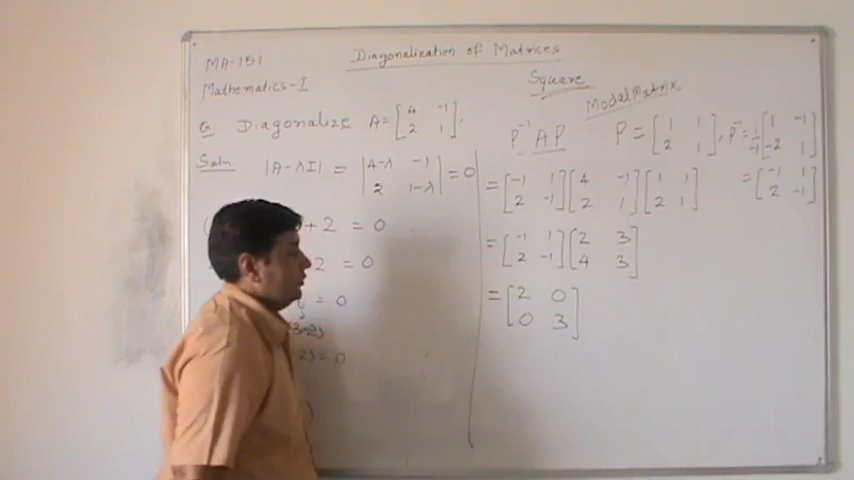 MA-151
Diagonalization of Matrices
Mathematics-I
Square
Q. Diagonalize A = [4 -1; 2 1].
Soln. |A-λI| = |4-λ -1; 2 1-λ| = 0
+ 2 = 0
2 = 0
= 0
= 0
Modal Matrix
P⁻¹AP P = [1 1; 2 1], P⁻¹ = 1/-1 [1 -1; -2 1]
= [-1 1; 2 -1] [4 -1; 2 1] [1 1; 2 1] = [-1 1; 2 -1]
= [-1 1; 2 -1] [2 3; 4 3]
= [2 0; 0 3]